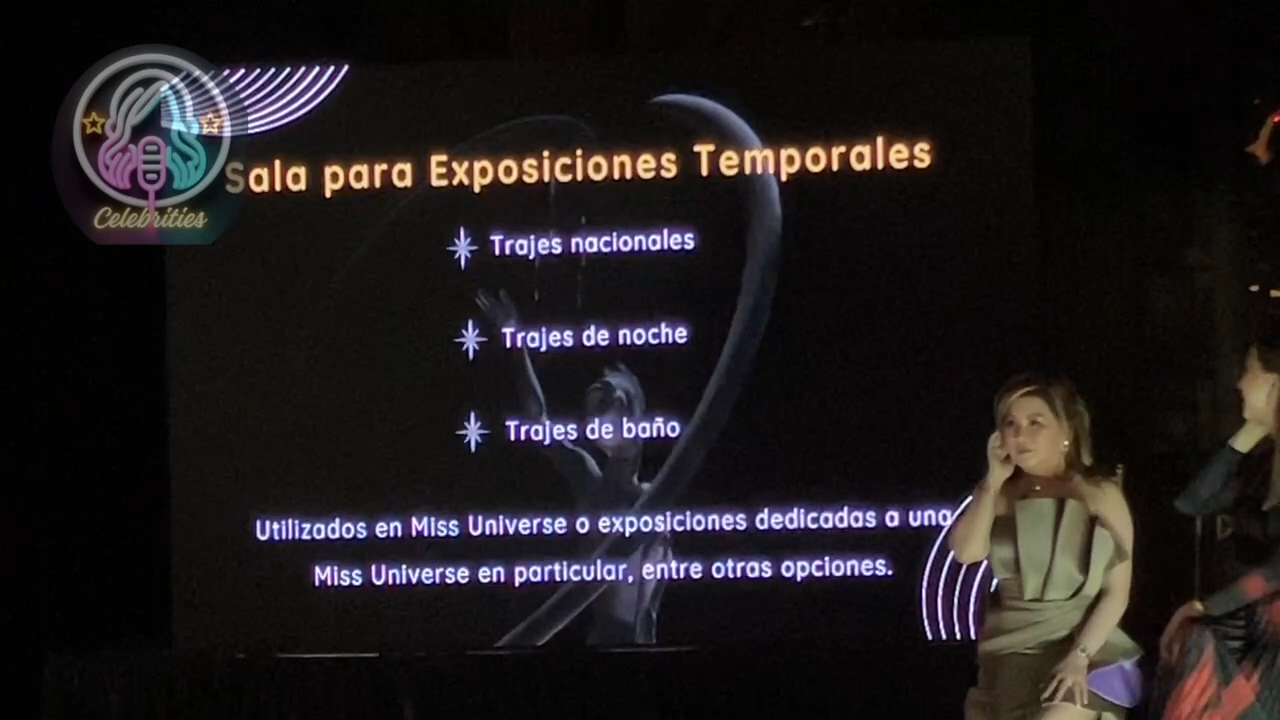 Celebrities
Sala para Exposiciones Temporales
Trajes nacionales
Trajes de noche
Trajes de baño
Utilizados en Miss Universe o exposiciones dedicadas a una
Miss Universe en particular, entre otras opciones.